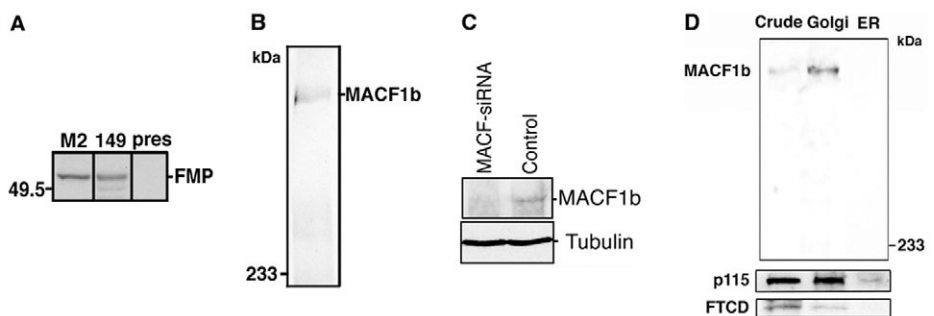 A
M2 149 pres
49.5
FMP
B
kDa
MACF1b
233
C
MACF-siRNA
Control
MACF1b
Tubulin
D
Crude Golgi ER
kDa
MACF1b
233
p115
FTCD